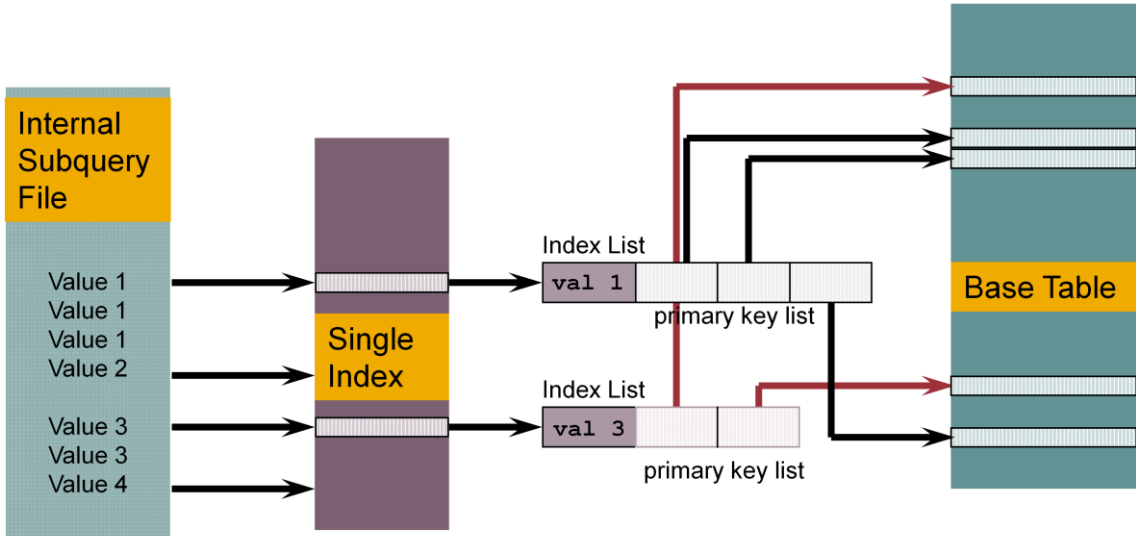 Internal
Subquery
File
Value 1
Value 1
Value 1
Value 2
Value 3
Value 3
Value 4
Single
Index
Index List
val 1
primary key list
Index List
val 3
primary key list
Base Table